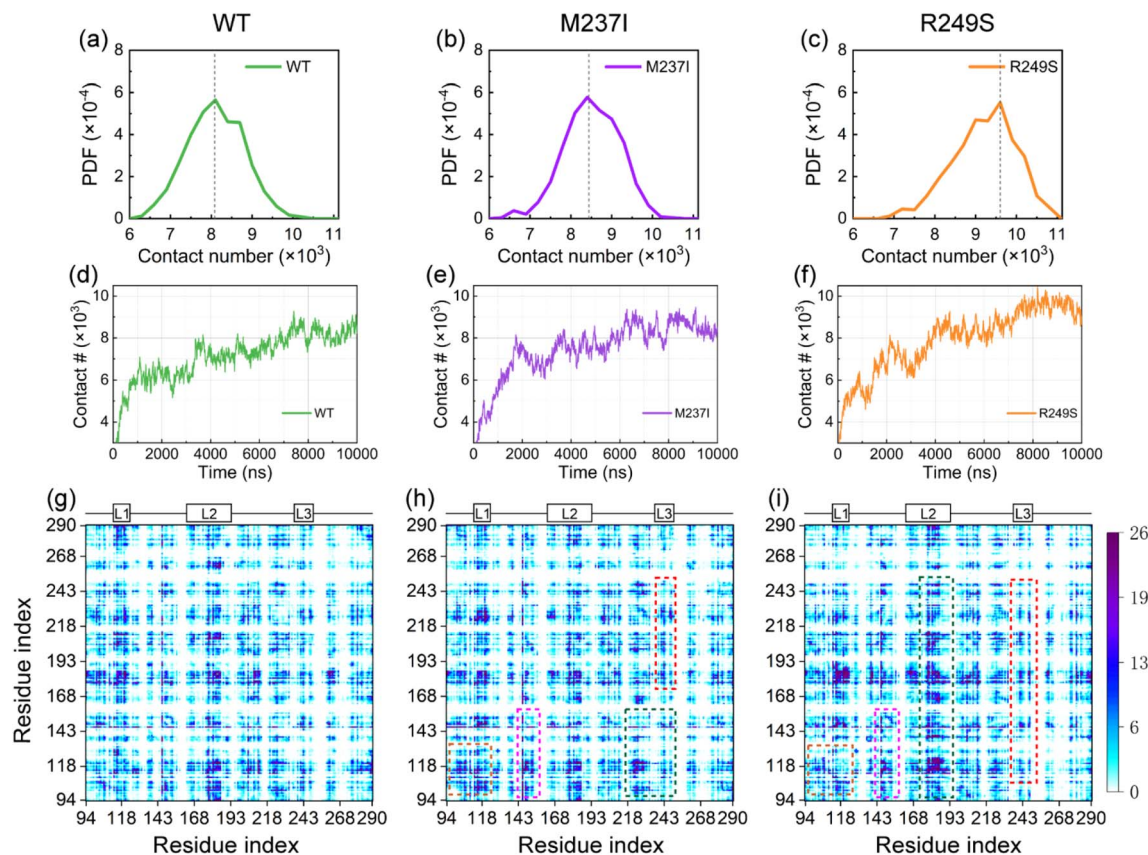 WT M237I R249S
(a) (b) (c)
8 8 8
WT M237I R249S
6 6 6
4 4 4
2 2 2
0 0 0
PDF (×10⁻⁴) PDF (×10⁻⁴) PDF (×10⁻⁴)
6 7 8 9 10 11 6 7 8 9 10 11 6 7 8 9 10 11
Contact number (×10³) Contact number (×10³) Contact number (×10³)
(d) (e) (f)
10 10 10
8 8 8
6 6 6
4 4 4
Contact # (×10³) Contact # (×10³) Contact # (×10³)
WT M237I R249S
0 2000 4000 6000 8000 10000 0 2000 4000 6000 8000 10000 0 2000 4000 6000 8000 10000
Time (ns) Time (ns) Time (ns)
(g) L1 L2 L3 (h) L1 L2 L3 (i) L1 L2 L3
290 290 290 26
268 268 268
243 243 243 19
218 218 218
193 193 193 13
168 168 168
143 143 143 6
118 118 118
94 94 94 0
Residue index
94 118 143 168 193 218 243 268 290 94 118 143 168 193 218 243 268 290 94 118 143 168 193 218 243 268 290
Residue index Residue index Residue index